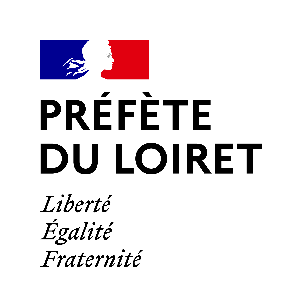 PRÉFÈTE
DU LOIRET
Liberté
Égalité
Fraternité